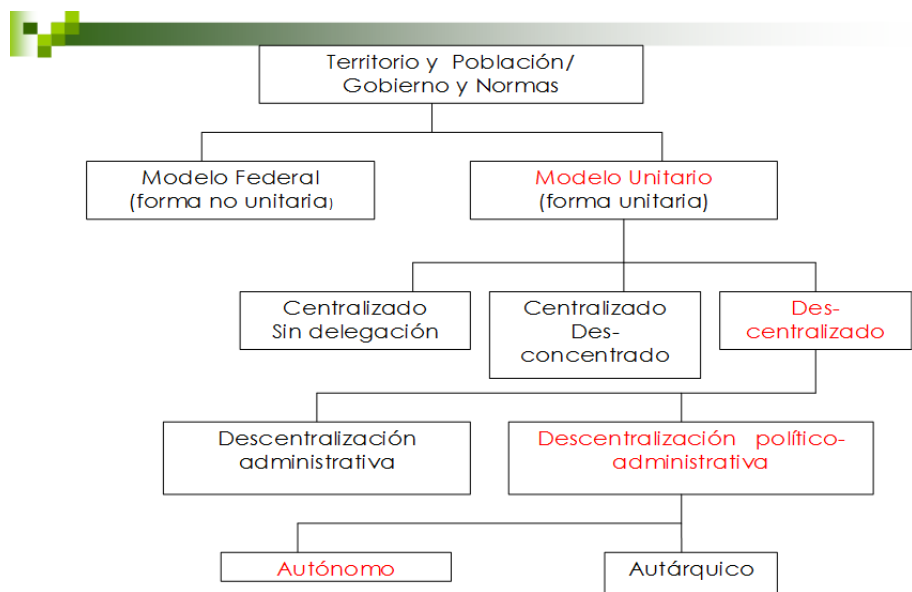 Territorio y Población/
Gobierno y Normas
Modelo Federal
(forma no unitaria)
Modelo Unitario
(forma unitaria)
Centralizado
Sin delegación
Centralizado
Des-
concentrado
Des-
centralizado
Descentralización
administrativa
Descentralización político-
administrativa
Autónomo
Autárquico